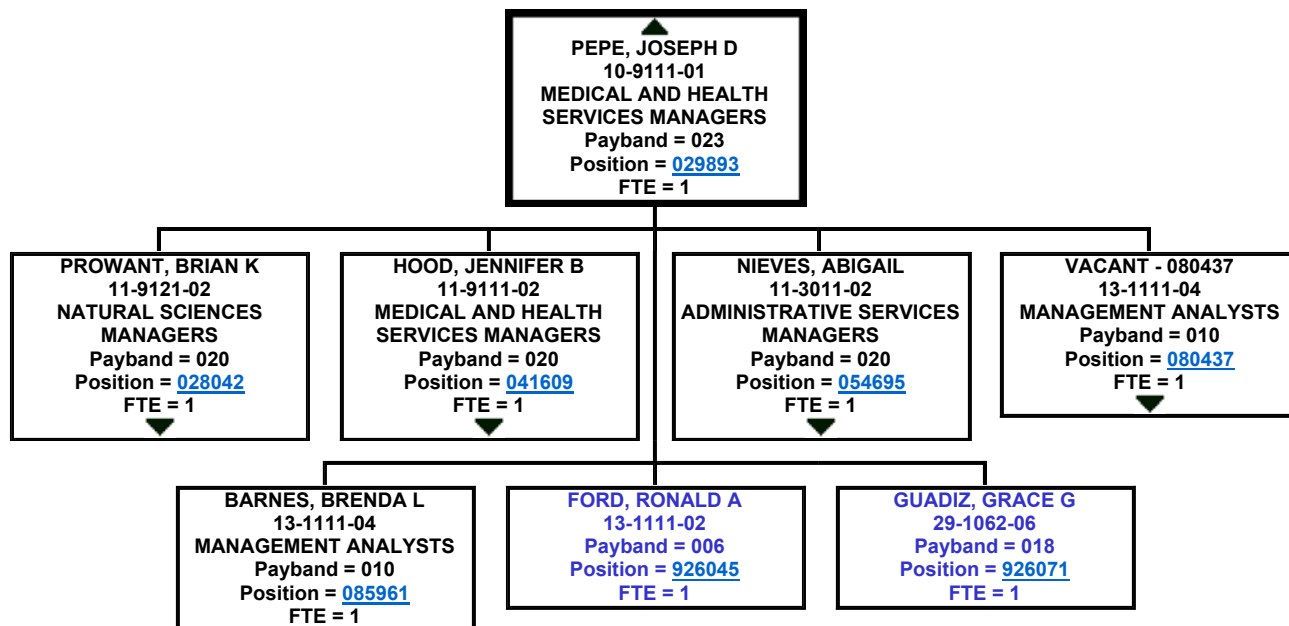 PEPE, JOSEPH D
10-9111-01
MEDICAL AND HEALTH
SERVICES MANAGERS
Payband = 023
Position = 029893
FTE = 1
PROWANT, BRIAN K
11-9121-02
NATURAL SCIENCES
MANAGERS
Payband = 020
Position = 028042
FTE = 1
HOOD, JENNIFER B
11-9111-02
MEDICAL AND HEALTH
SERVICES MANAGERS
Payband = 020
Position = 041609
FTE = 1
NIEVES, ABIGAIL
11-3011-02
ADMINISTRATIVE SERVICES
MANAGERS
Payband = 020
Position = 054695
FTE = 1
VACANT - 080437
13-1111-04
MANAGEMENT ANALYSTS
Payband = 010
Position = 080437
FTE = 1
BARNES, BRENDA L
13-1111-04
MANAGEMENT ANALYSTS
Payband = 010
Position = 085961
FTE = 1
FORD, RONALD A
13-1111-02
Payband = 006
Position = 926045
FTE = 1
GUADIZ, GRACE G
29-1062-06
Payband = 018
Position = 926071
FTE = 1